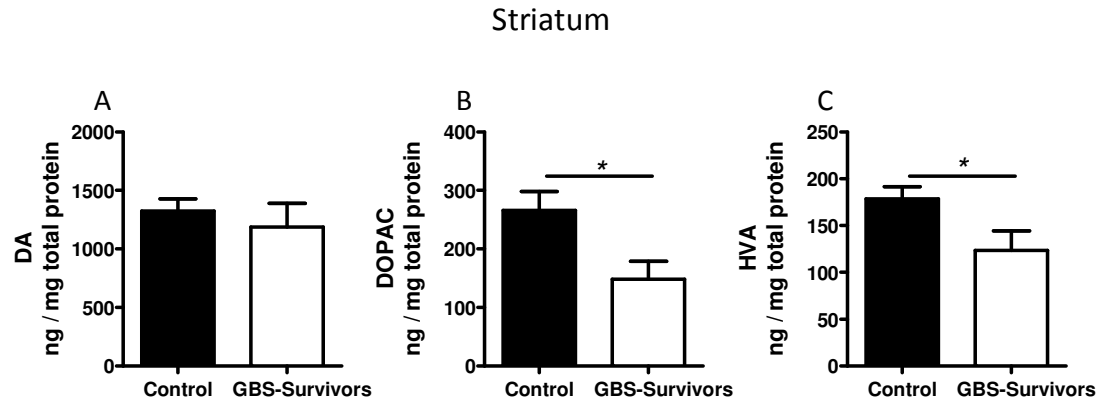 Striatum
A
DA
ng / mg total protein
2000
1500
1000
500
0
Control GBS-Survivors
B
DOPAC
ng / mg total protein
400
300
200
100
0
*
Control GBS-Survivors
C
HVA
ng / mg total protein
250
200
150
100
50
0
*
Control GBS-Survivors